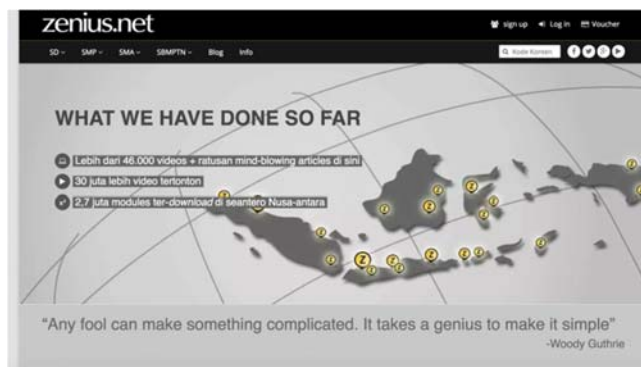 zenius.net
sign up Log in Voucher
SD SMP SMA SBMPTN Blog Info
Kode Konten
WHAT WE HAVE DONE SO FAR
Lebih dari 46.000 videos + ratusan mind-blowing articles di sini
30 juta lebih video tertonton
2,7 juta modules ter-download di seantero Nusa-antara
“Any fool can make something complicated. It takes a genius to make it simple”
-Woody Guthrie